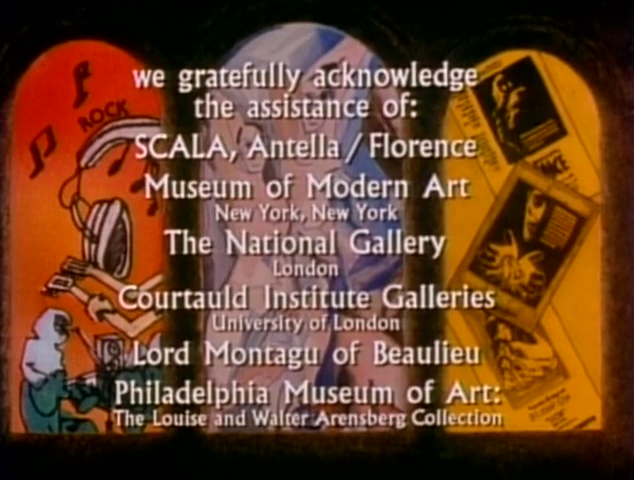 we gratefully acknowledge
the assistance of:
SCALA, Antella / Florence
Museum of Modern Art
New York, New York
The National Gallery
London
Courtauld Institute Galleries
University of London
Lord Montagu of Beaulieu
Philadelphia Museum of Art:
The Louise and Walter Arensberg Collection
ROCK